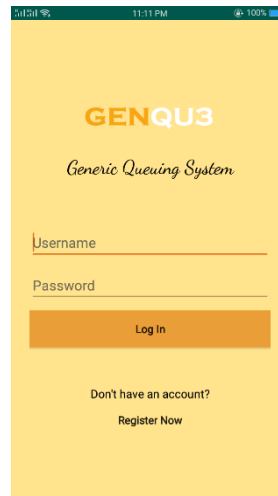 11:11 PM
100%
GENQU3
Generic Queuing System
Username
Password
Log In
Don't have an account?
Register Now